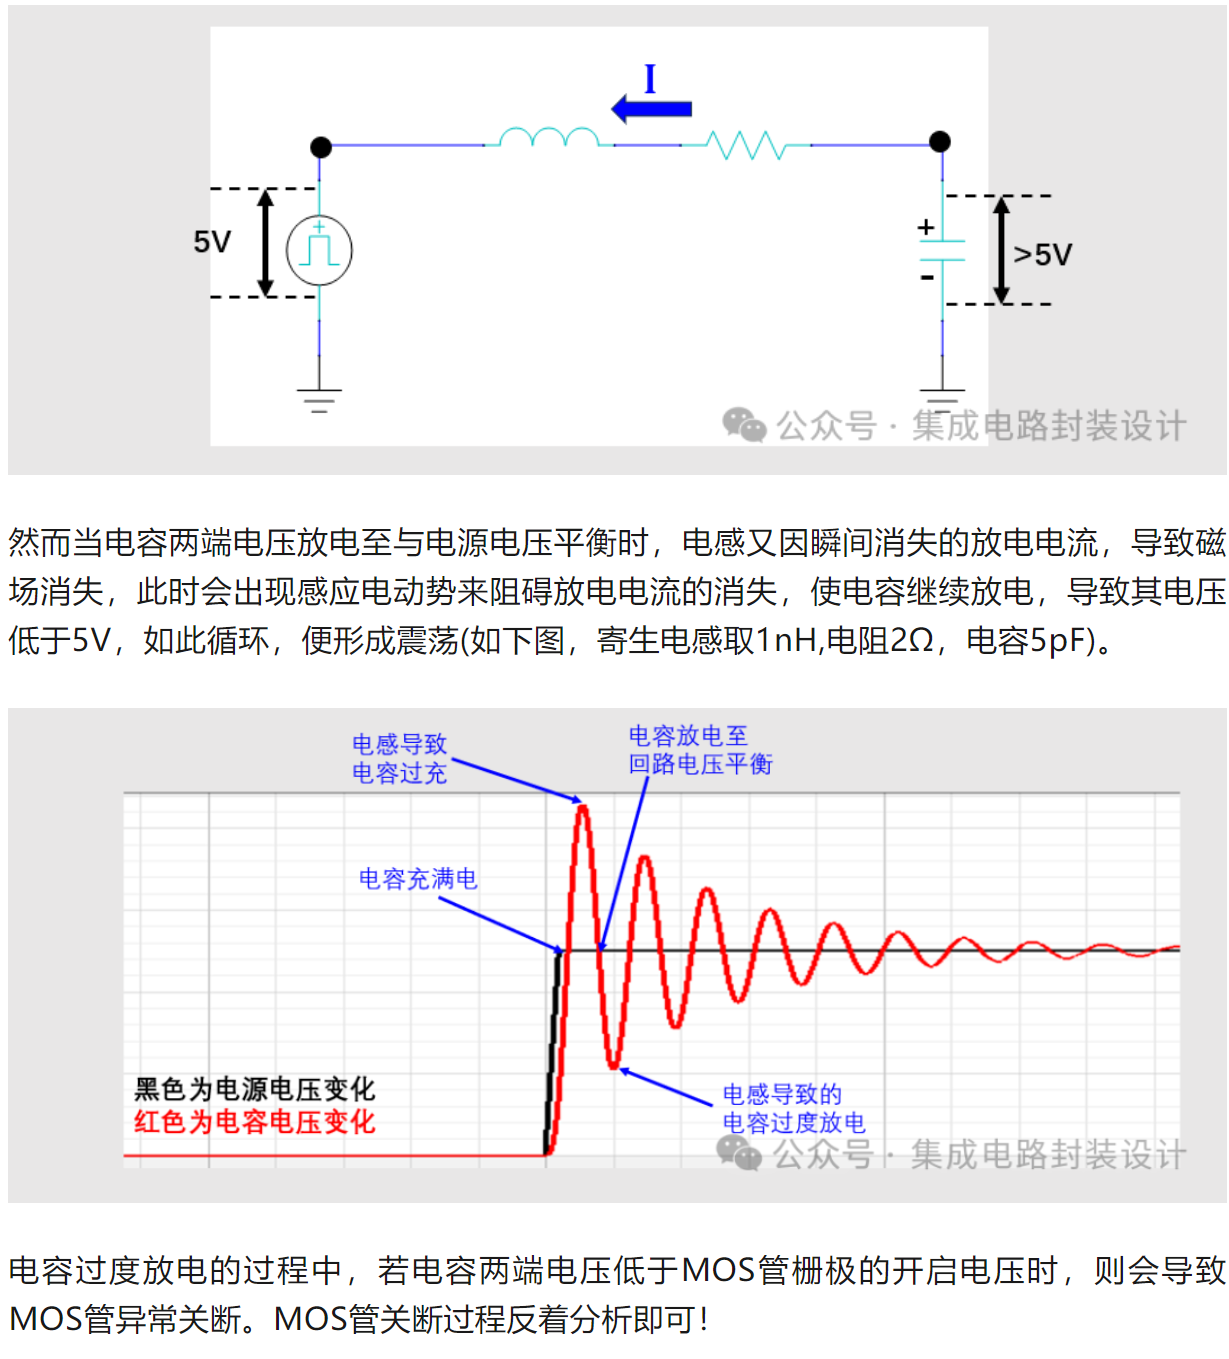 I
5V
+
+
-
>5V
公众号 · 集成电路封装设计
然而当电容两端电压放电至与电源电压平衡时，电感又因瞬间消失的放电电流，导致磁
场消失，此时会出现感应电动势来阻碍放电电流的消失，使电容继续放电，导致其电压
低于5V，如此循环，便形成震荡(如下图，寄生电感取1nH,电阻2Ω，电容5pF)。
电感导致
电容过充
电容放电至
回路电压平衡
电容充满电
黑色为电源电压变化
红色为电容电压变化
电感导致的
电容过度放电
公众号 · 集成电路封装设计
电容过度放电的过程中，若电容两端电压低于MOS管栅极的开启电压时，则会导致
MOS管异常关断。MOS管关断过程反着分析即可！